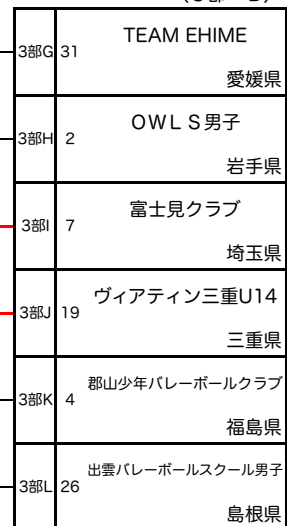 TEAM EHIME
3部G 31
愛媛県
OWLS男子
3部H 2
岩手県
富士見クラブ
3部I 7
埼玉県
ヴィアティン三重U14
3部J 19
三重県
郡山少年バレーボールクラブ
3部K 4
福島県
出雲バレーボールスクール男子
3部L 26
島根県